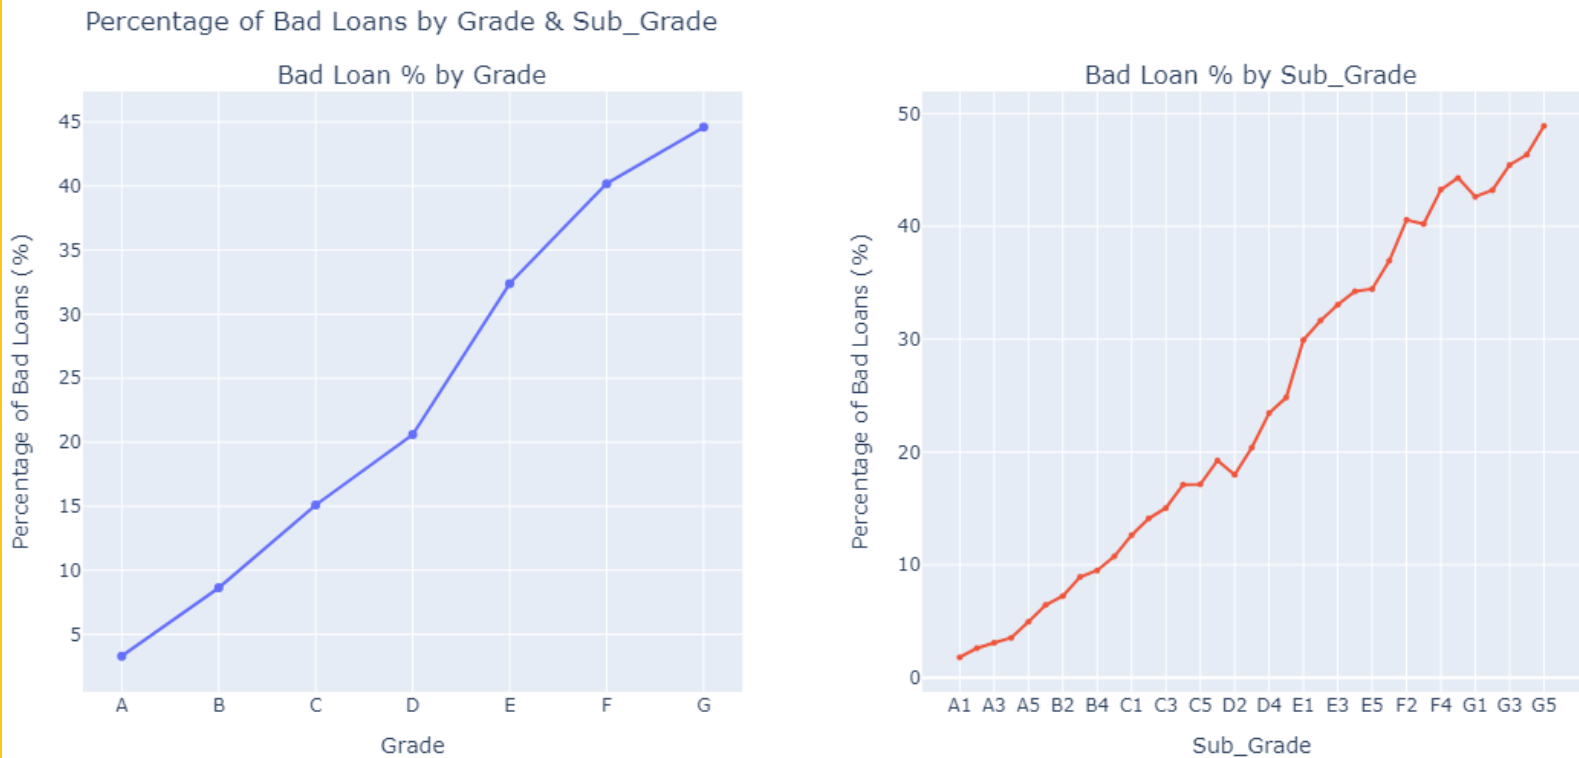 Percentage of Bad Loans by Grade & Sub_Grade
Bad Loan % by Grade
45
40
35
30
25
20
15
10
5
Percentage of Bad Loans (%)
A B C D E F G
Grade
Bad Loan % by Sub_Grade
50
40
30
20
10
0
Percentage of Bad Loans (%)
A1 A3 A5 B2 B4 C1 C3 C5 D2 D4 E1 E3 E5 F2 F4 G1 G3 G5
Sub_Grade